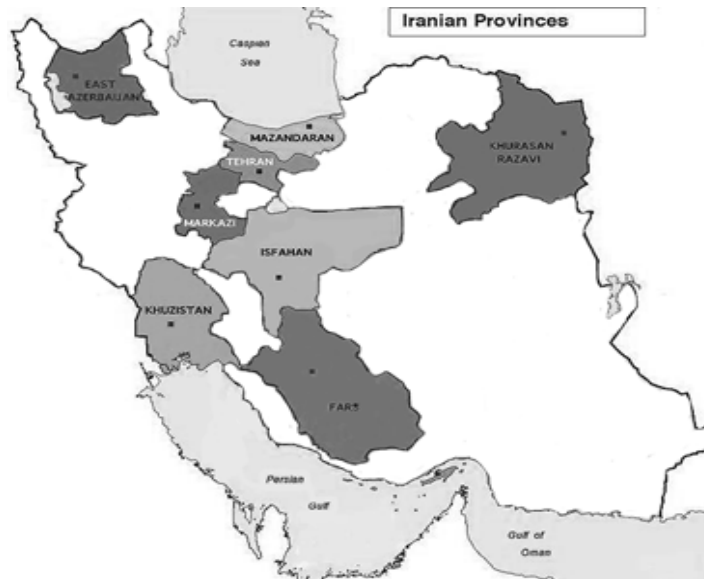 Iranian Provinces
Caspian
Sea
EAST
AZERBAIJAN
MAZANDARAN
TEHRAN
KHURASAN
RAZAVI
MARKAZI
ISFAHAN
KHUZISTAN
FARS
Persian
Gulf
Gulf of
Oman